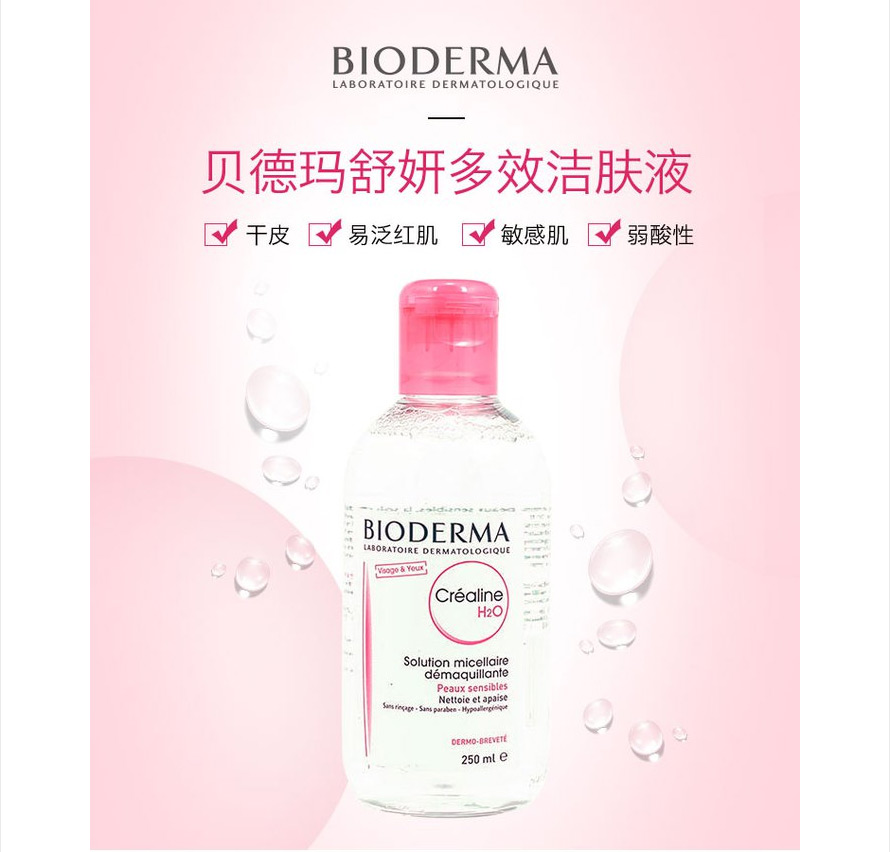 BIODERMA
LABORATOIRE DERMATOLOGIQUE
贝德玛舒妍多效洁肤液
干皮 易泛红肌 敏感肌 弱酸性
BIODERMA
LABORATOIRE DERMATOLOGIQUE
Visage & Yeux
Créaline
H2O
Solution micellaire
démaquillante
Peaux sensibles
Nettoie et apaise
Sans rinçage - Sans paraben - Hypoallergénique
DERMO-BREVETÉ
250 ml e